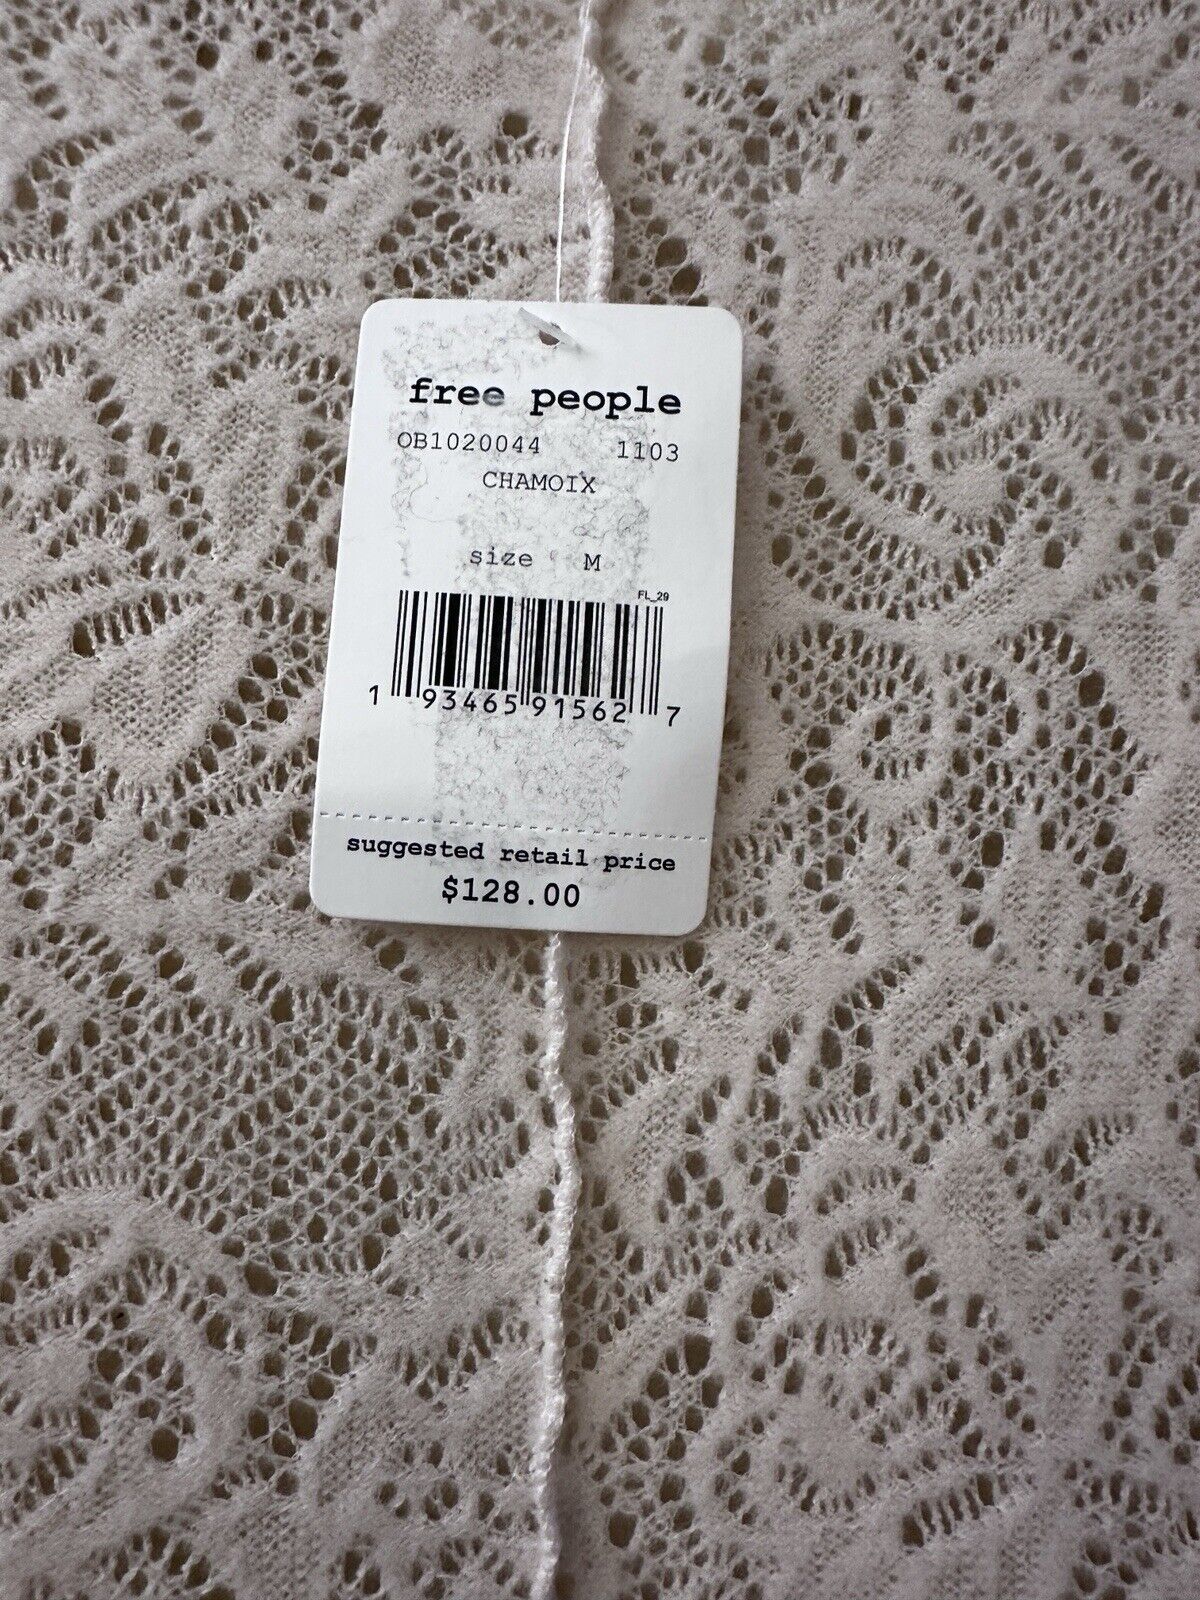 free people
OB1020044 1103
CHAMOIX
size M
FL_29
1 93465 91562 7
suggested retail price
$128.00